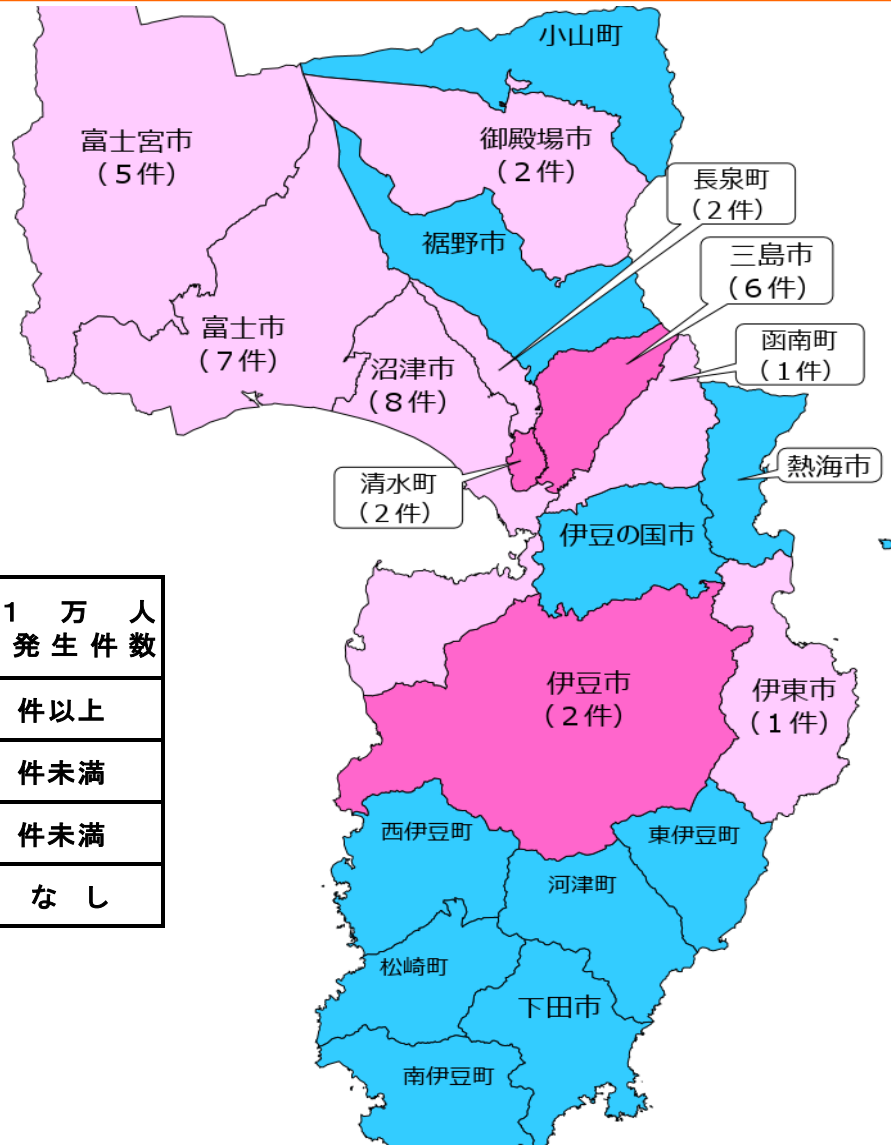 小山町
富士宮市
（５件）
御殿場市
（２件）
長泉町
（２件）
裾野市
三島市
（６件）
富士市
（７件）
函南町
（１件）
沼津市
（８件）
熱海市
清水町
（２件）
伊豆の国市
1 万 人
発 生 件 数
件以上
件未満
件未満
な し
伊豆市
（２件）
伊東市
（１件）
西伊豆町
東伊豆町
河津町
松崎町
下田市
南伊豆町